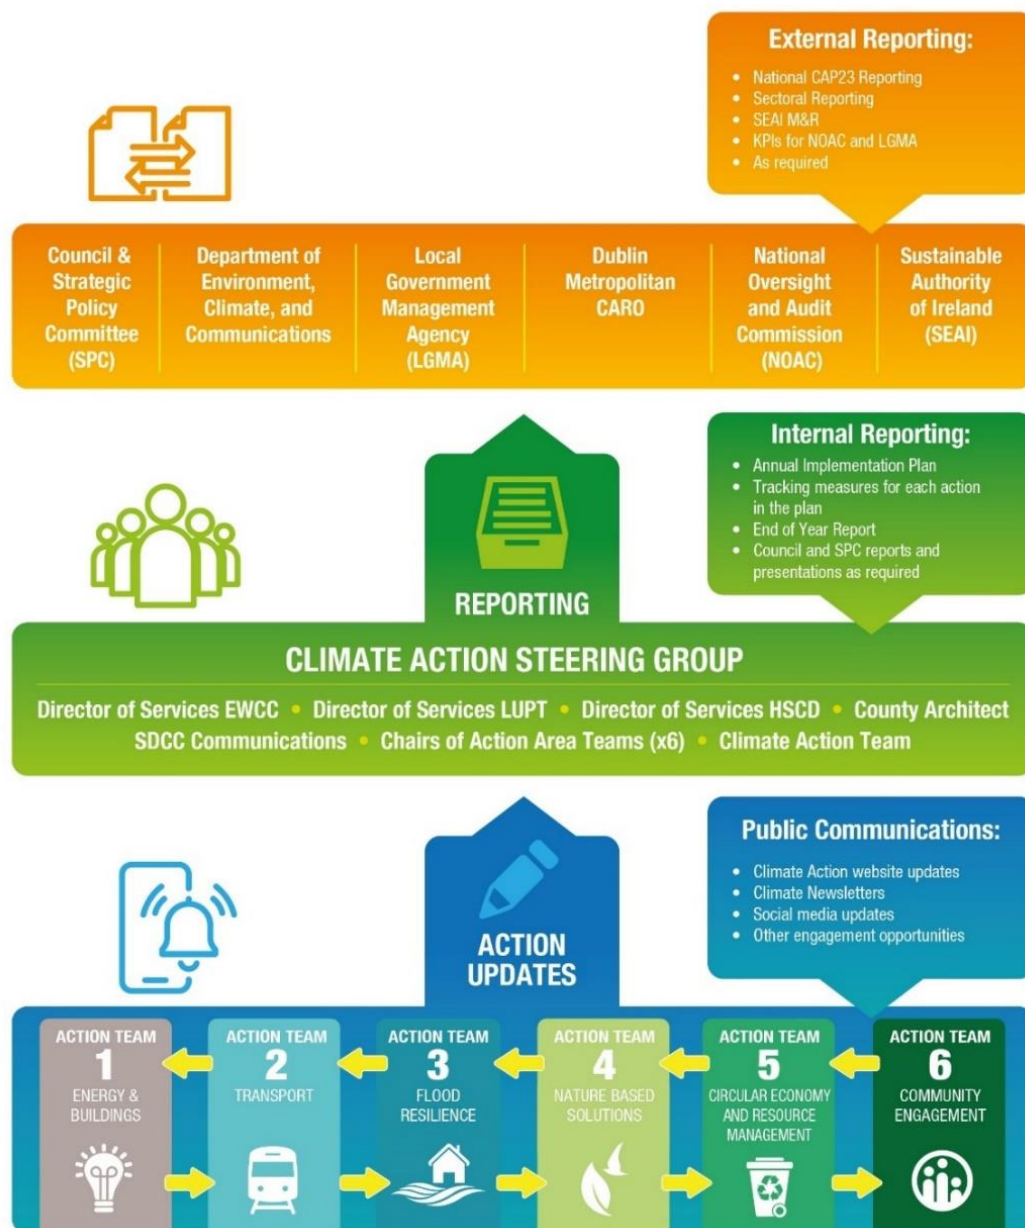 External Reporting:
• National CAP23 Reporting
• Sectoral Reporting
• SEAI M&R
• KPIs for NOAC and LGMA
• As required
Council &
Strategic
Policy
Committee
(SPC)
Department of
Environment,
Climate, and
Communications
Local
Government
Management
Agency
(LGMA)
Dublin
Metropolitan
CARO
National
Oversight
and Audit
Commission
(NOAC)
Sustainable
Authority
of Ireland
(SEAI)
Internal Reporting:
• Annual Implementation Plan
• Tracking measures for each action
in the plan
• End of Year Report
• Council and SPC reports and
presentations as required
REPORTING
CLIMATE ACTION STEERING GROUP
Director of Services EWCC • Director of Services LUPT • Director of Services HSCD • County Architect
SDCC Communications • Chairs of Action Area Teams (x6) • Climate Action Team
Public Communications:
• Climate Action website updates
• Climate Newsletters
• Social media updates
• Other engagement opportunities
ACTION
UPDATES
ACTION TEAM
1
ENERGY &
BUILDINGS
ACTION TEAM
2
TRANSPORT
ACTION TEAM
3
FLOOD
RESILIENCE
ACTION TEAM
4
NATURE BASED
SOLUTIONS
ACTION TEAM
5
CIRCULAR ECONOMY
AND RESOURCE
MANAGEMENT
ACTION TEAM
6
COMMUNITY
ENGAGEMENT